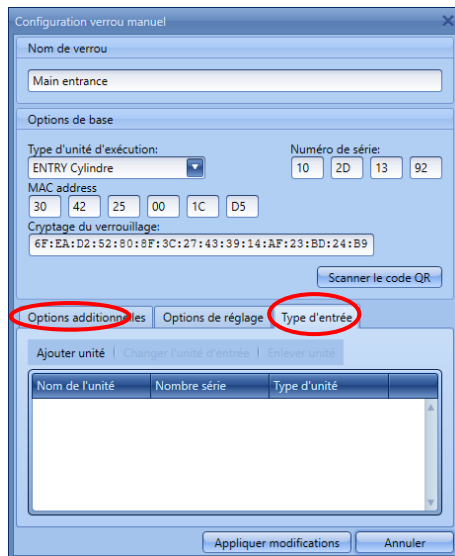 Configuration verrou manuel
Nom de verrou
Main entrance
Options de base
Type d'unité d'exécution: Numéro de série:
ENTRY Cylindre 10 2D 13 92
MAC address
30 42 25 00 1C D5
Cryptage du verrouillage:
6F:EA:D2:52:80:8F:3C:27:43:39:14:AF:23:BD:24:B9
Scanner le code QR
Options additionnelles Options de réglage Type d'entrée
Ajouter unité Changer l'unité d'entrée Enlever unité
Nom de l'unité Nombre série Type d'unité
Appliquer modifications Annuler